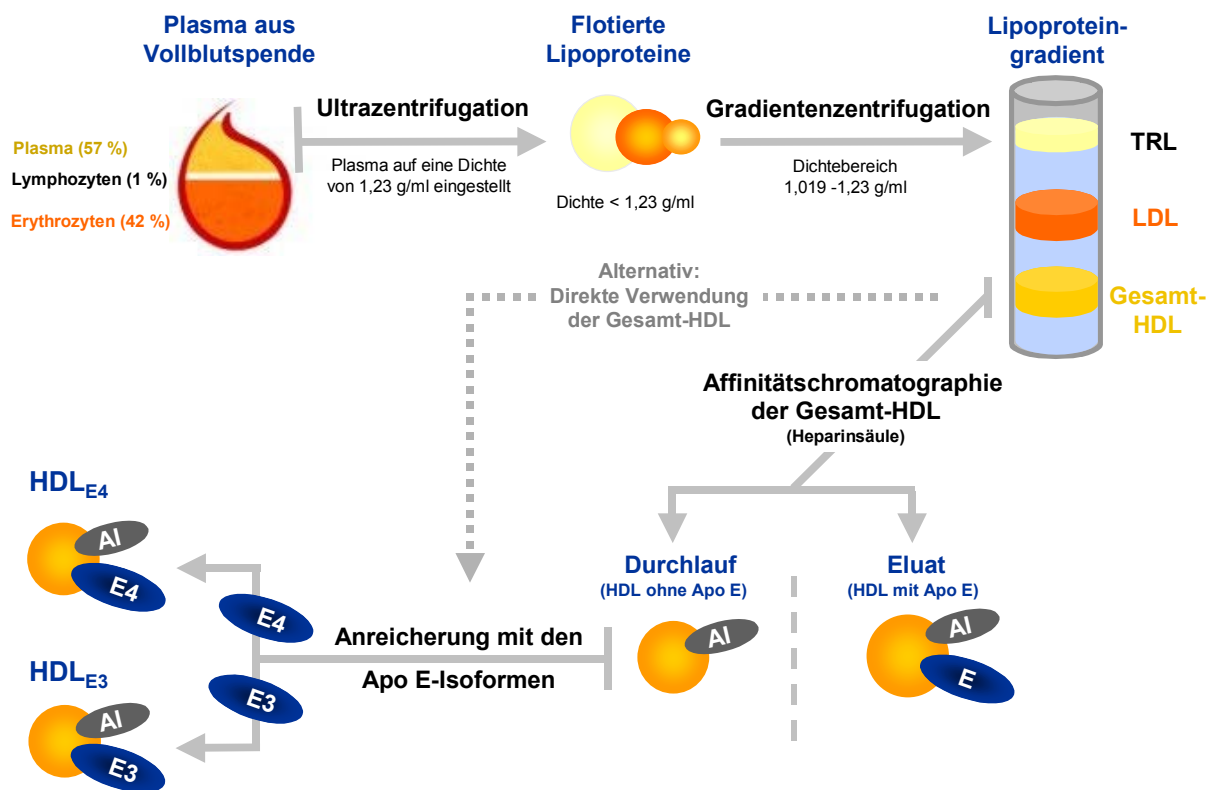 Plasma aus
Vollblutspende
Flotierte
Lipoproteine
Lipoprotein-
gradient
Plasma (57 %)
Lymphozyten (1 %)
Erythrozyten (42 %)
Ultrazentrifugation
Plasma auf eine Dichte
von 1,23 g/ml eingestellt
Dichte < 1,23 g/ml
Gradientenzentrifugation
Dichtebereich
1,019 -1,23 g/ml
TRL
LDL
Gesamt-
HDL
Alternativ:
Direkte Verwendung
der Gesamt-HDL
Affinitätschromatographie
der Gesamt-HDL
(Heparinsäule)
Durchlauf
(HDL ohne Apo E)
AI
Eluat
(HDL mit Apo E)
AI
E
Anreicherung mit den
Apo E-Isoformen
E4
E3
HDLE4
AI
E4
HDLE3
AI
E3